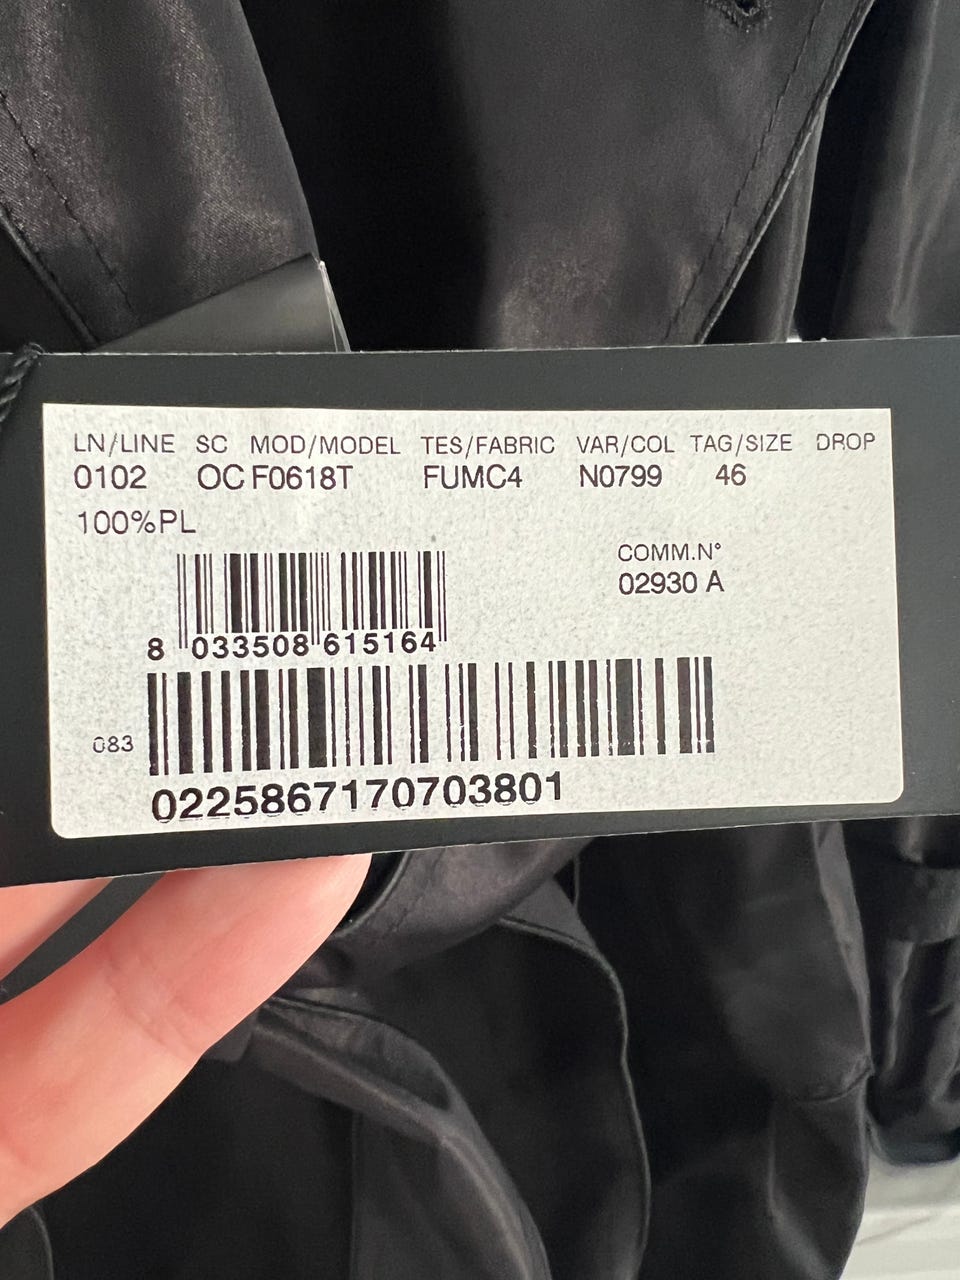 LN/LINE SC MOD/MODEL TES/FABRIC VAR/COL TAG/SIZE DROP
0102 OC F0618T FUMC4 N0799 46
100%PL
COMM.N°
02930 A
8 033508 615164
083
0225867170703801